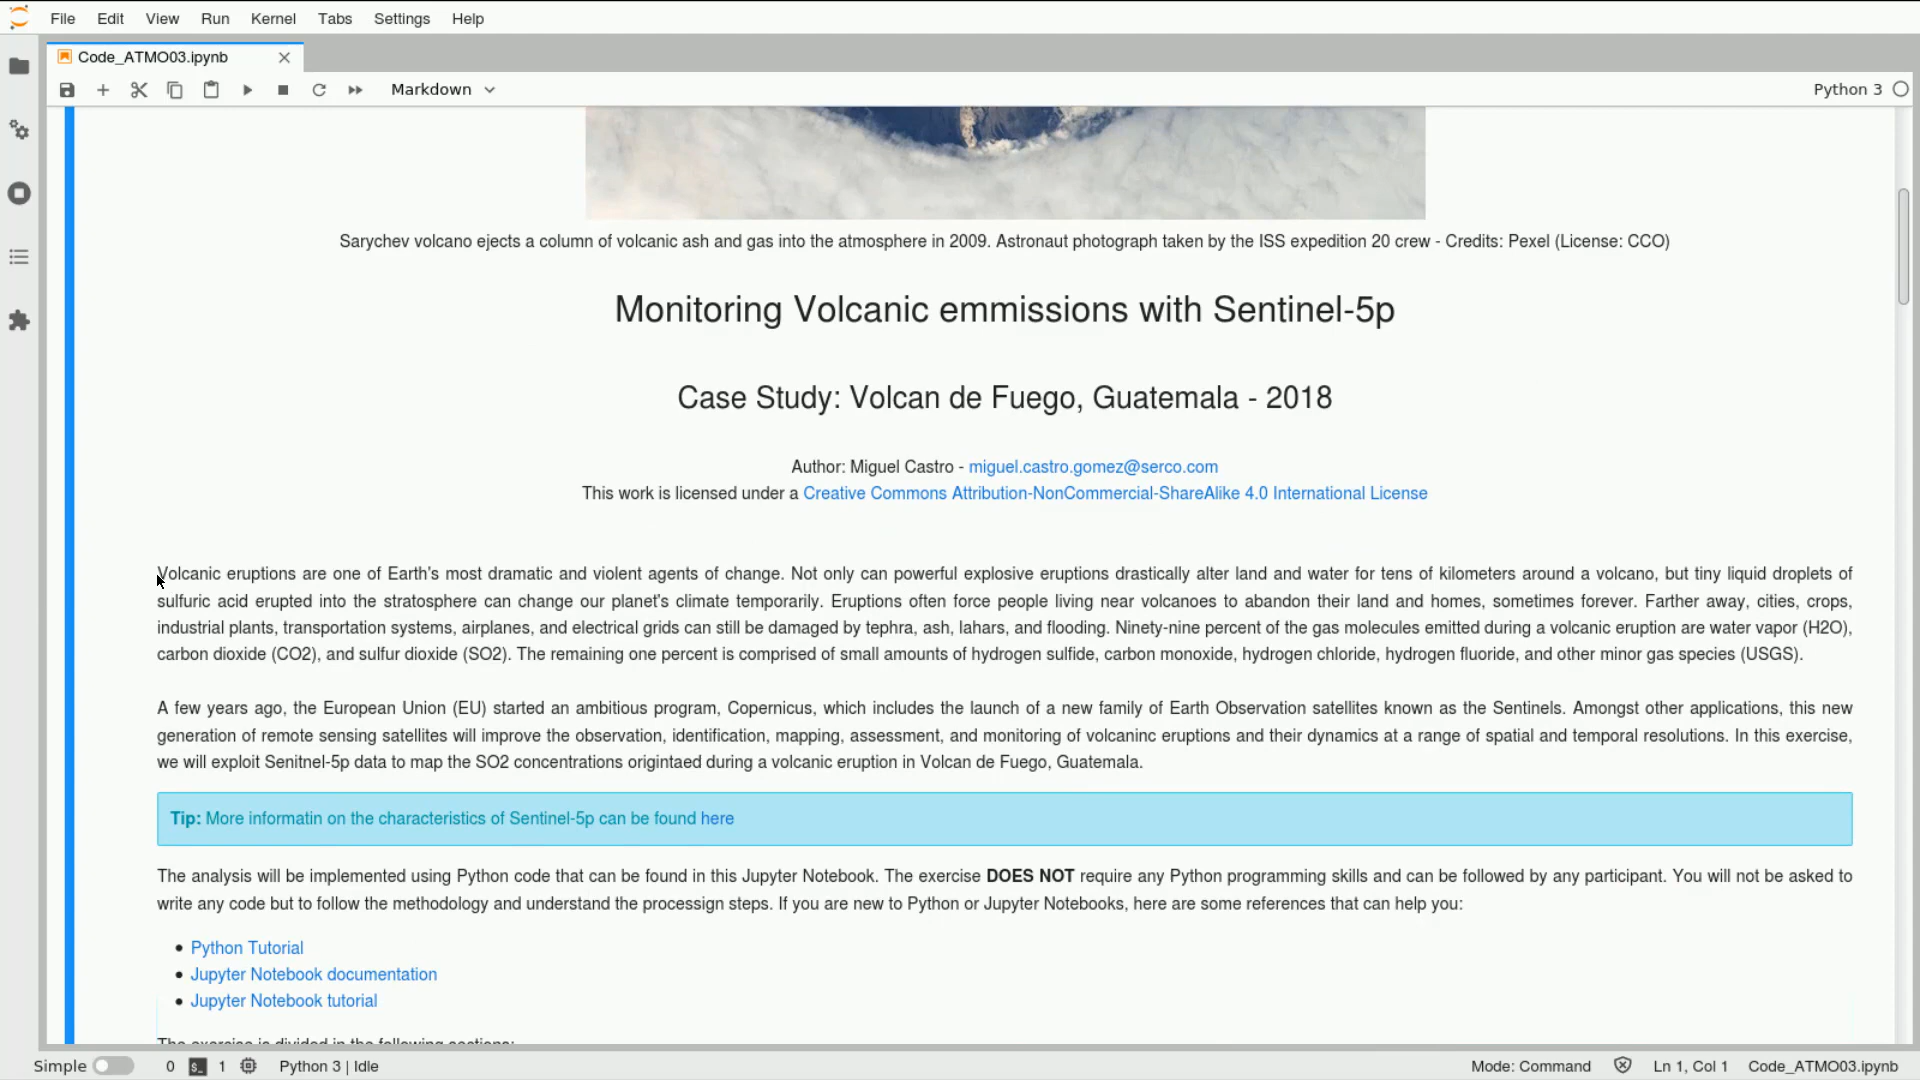 File Edit View Run Kernel Tabs Settings Help
Code_ATMO03.ipynb
Markdown
Python 3
Sarychev volcano ejects a column of volcanic ash and gas into the atmosphere in 2009. Astronaut photograph taken by the ISS expedition 20 crew - Credits: Pexel (License: CCO)
Monitoring Volcanic emmissions with Sentinel-5p
Case Study: Volcan de Fuego, Guatemala - 2018
Author: Miguel Castro - miguel.castro.gomez@serco.com
This work is licensed under a Creative Commons Attribution-NonCommercial-ShareAlike 4.0 International License
Volcanic eruptions are one of Earth's most dramatic and violent agents of change. Not only can powerful explosive eruptions drastically alter land and water for tens of kilometers around a volcano, but tiny liquid droplets of
sulfuric acid erupted into the stratosphere can change our planet's climate temporarily. Eruptions often force people living near volcanoes to abandon their land and homes, sometimes forever. Farther away, cities, crops,
industrial plants, transportation systems, airplanes, and electrical grids can still be damaged by tephra, ash, lahars, and flooding. Ninety-nine percent of the gas molecules emitted during a volcanic eruption are water vapor (H2O),
carbon dioxide (CO2), and sulfur dioxide (SO2). The remaining one percent is comprised of small amounts of hydrogen sulfide, carbon monoxide, hydrogen chloride, hydrogen fluoride, and other minor gas species (USGS).
A few years ago, the European Union (EU) started an ambitious program, Copernicus, which includes the launch of a new family of Earth Observation satellites known as the Sentinels. Amongst other applications, this new
generation of remote sensing satellites will improve the observation, identification, mapping, assessment, and monitoring of volcaninc eruptions and their dynamics at a range of spatial and temporal resolutions. In this exercise,
we will exploit Senitnel-5p data to map the SO2 concentrations origintaed during a volcanic eruption in Volcan de Fuego, Guatemala.
Tip: More informatin on the characteristics of Sentinel-5p can be found here
The analysis will be implemented using Python code that can be found in this Jupyter Notebook. The exercise DOES NOT require any Python programming skills and can be followed by any participant. You will not be asked to
write any code but to follow the methodology and understand the processign steps. If you are new to Python or Jupyter Notebooks, here are some references that can help you:
• Python Tutorial
• Jupyter Notebook documentation
• Jupyter Notebook tutorial
The exercise is divided in the following sections:
Simple 0 $_ 1 Python 3 | Idle Mode: Command Ln 1, Col 1 Code_ATMO03.ipynb